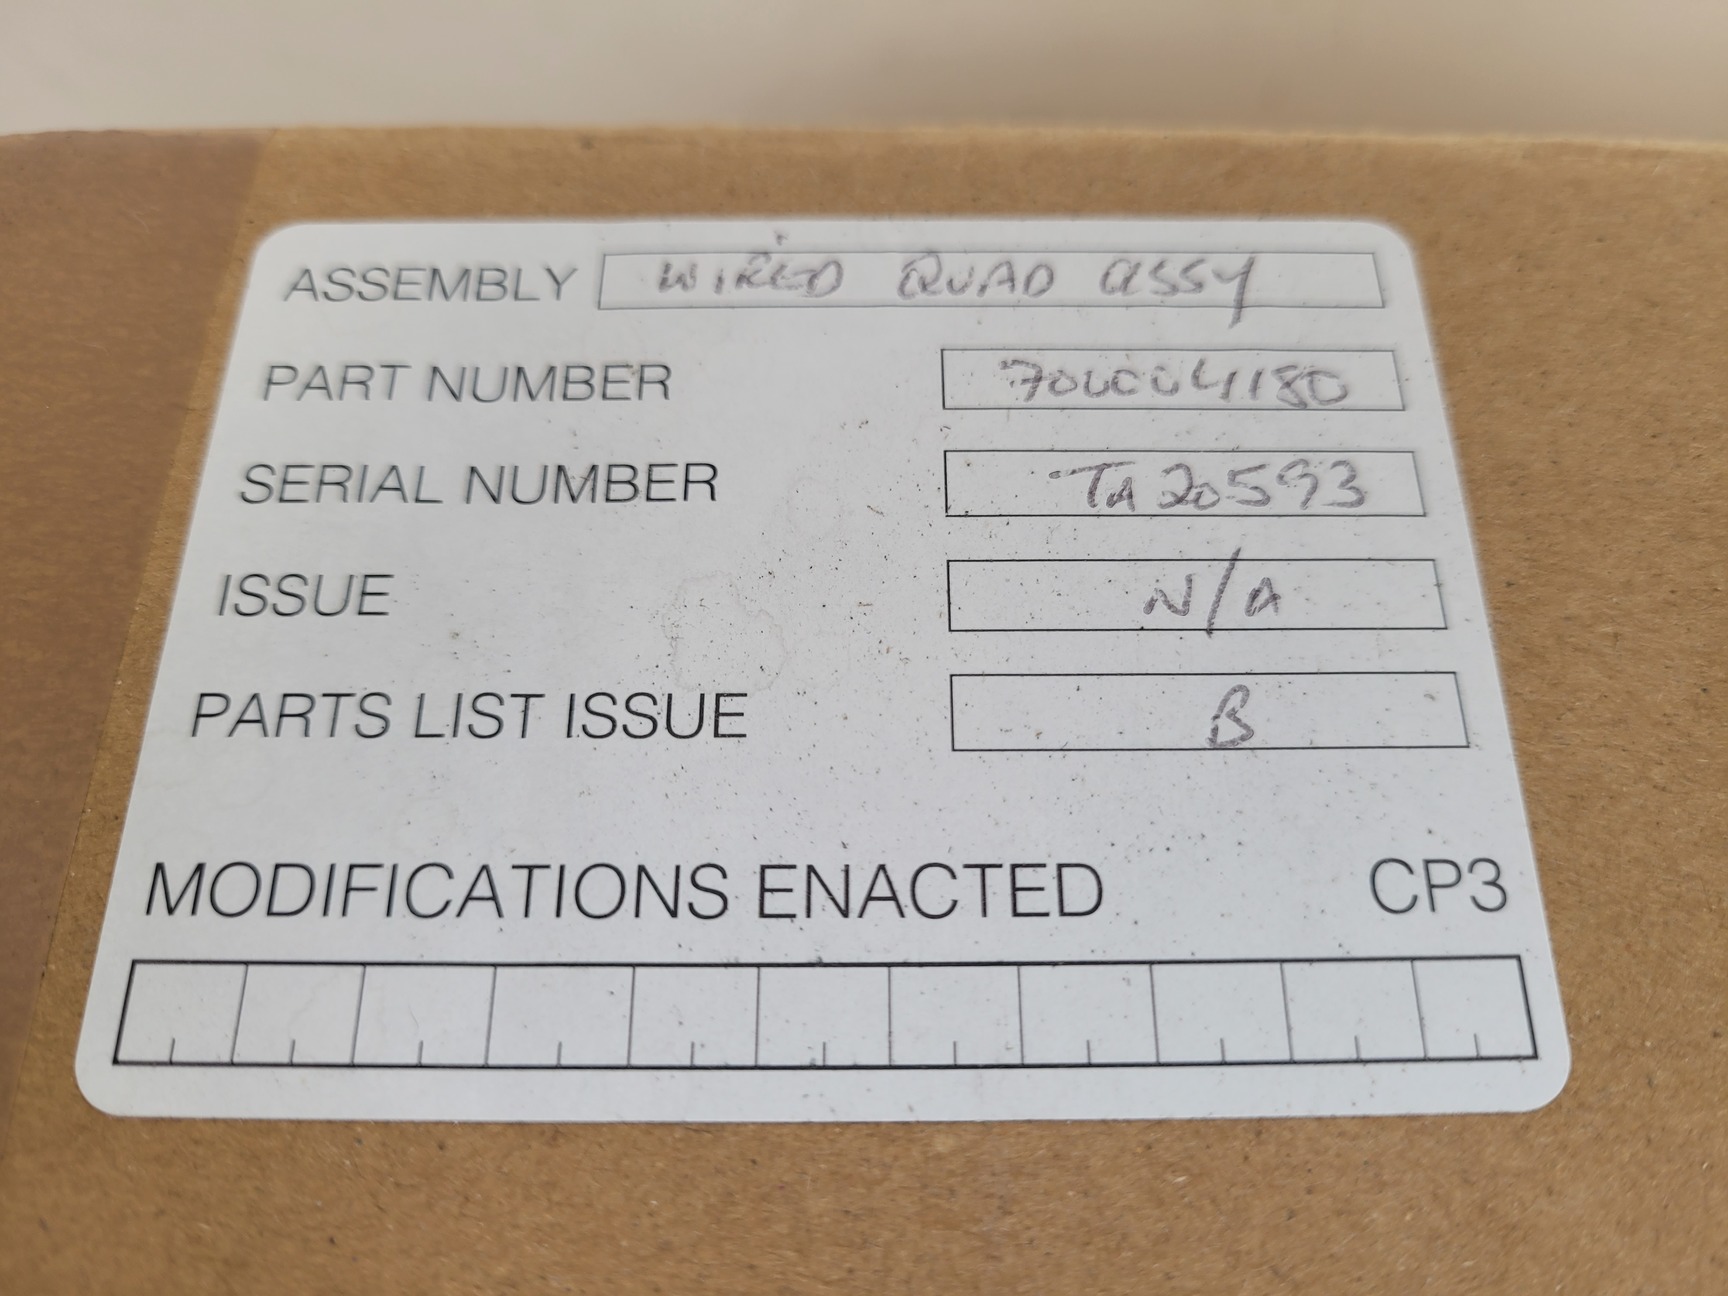 ASSEMBLY WIRED QUAD ASSY
PART NUMBER 700004180
SERIAL NUMBER TA20593
ISSUE N/A
PARTS LIST ISSUE B
MODIFICATIONS ENACTED CP3